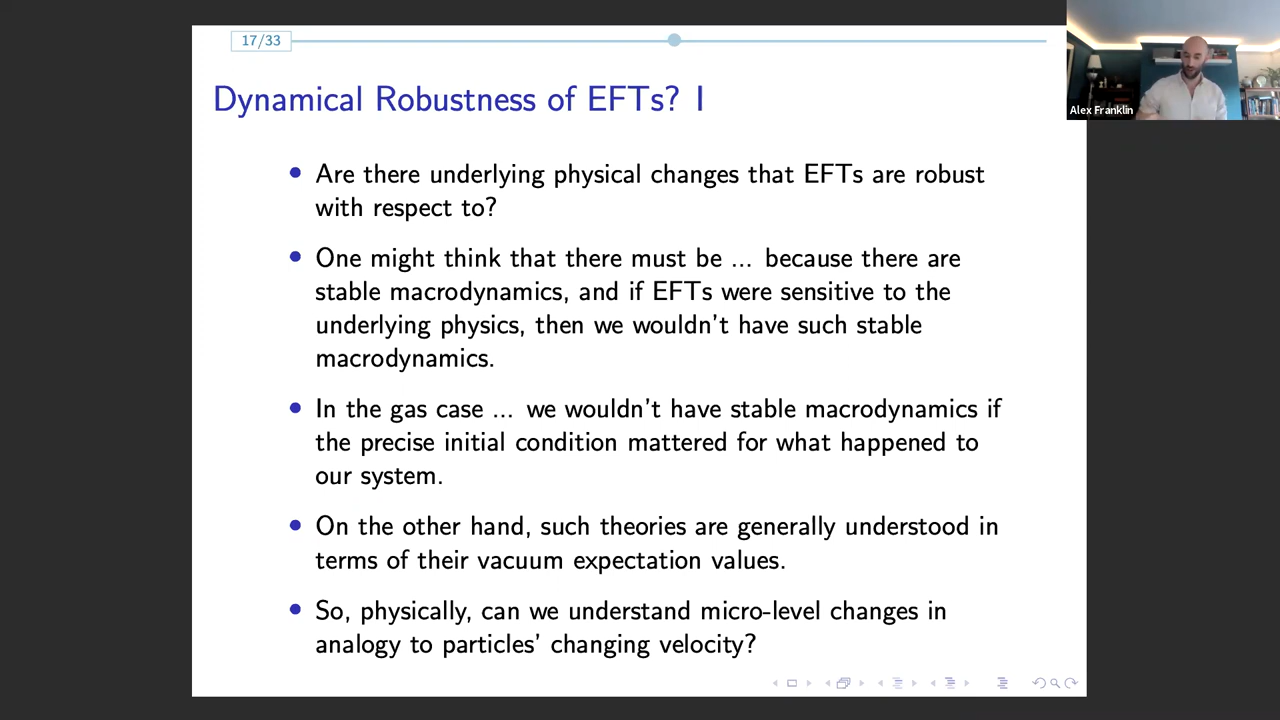 17/33
Dynamical Robustness of EFTs? I
Alex Franklin
• Are there underlying physical changes that EFTs are robust
with respect to?
• One might think that there must be ... because there are
stable macrodynamics, and if EFTs were sensitive to the
underlying physics, then we wouldn't have such stable
macrodynamics.
• In the gas case ... we wouldn't have stable macrodynamics if
the precise initial condition mattered for what happened to
our system.
• On the other hand, such theories are generally understood in
terms of their vacuum expectation values.
• So, physically, can we understand micro-level changes in
analogy to particles' changing velocity?